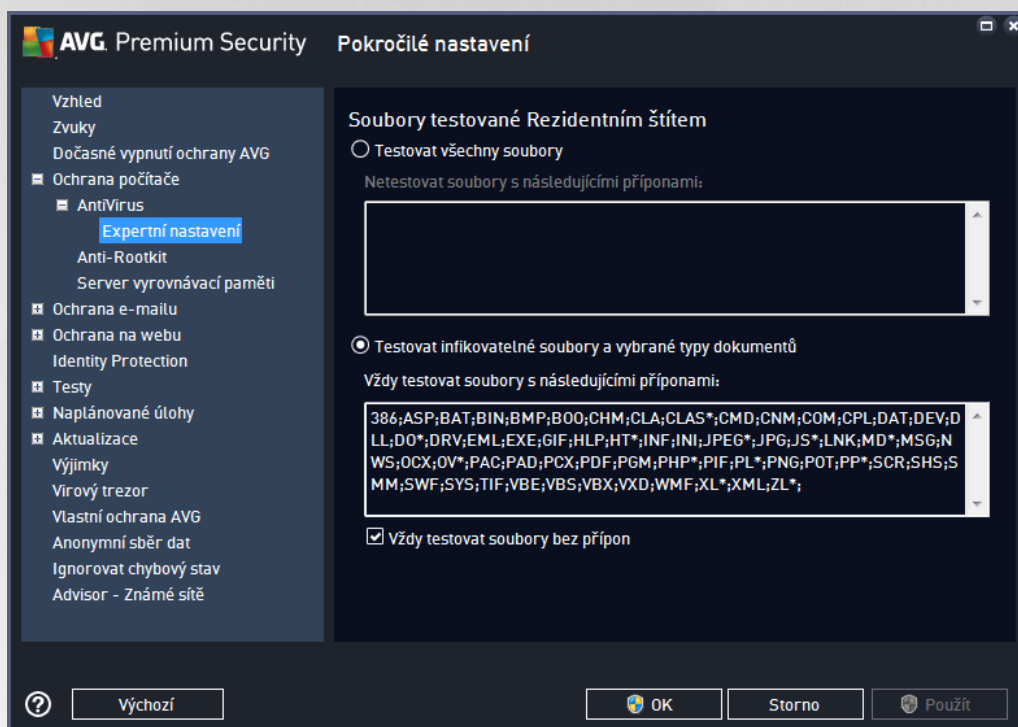 AVG. Premium Security
Pokročilé nastavení
Vzhled
Zvuky
Dočasné vypnutí ochrany AVG
Ochrana počítače
AntiVirus
Expertní nastavení
Anti-Rootkit
Server vyrovnávací paměti
Ochrana e-mailu
Ochrana na webu
Identity Protection
Testy
Naplánované úlohy
Aktualizace
Výjimky
Virový trezor
Vlastní ochrana AVG
Anonymní sběr dat
Ignorovat chybový stav
Advisor - Známé sítě
Soubory testované Rezidentním štítem
Testovat všechny soubory
Netestovat soubory s následujícími příponami:
Testovat infikovatelné soubory a vybrané typy dokumentů
Vždy testovat soubory s následujícími příponami:
386;ASP;BAT;BIN;BMP;BOO;CHM;CLA;CLAS*;CMD;CNM;COM;CPL;DAT;DEV;D
LL;DO*;DRV;EML;EXE;GIF;HLP;HT*;INF;INI;JPEG*;JPG;JS*;LNK;MD*;MSG;N
WS;OCX;OV*;PAC;PAD;PCX;PDF;PGM;PHP*;PIF;PL*;PNG;POT;PP*;SCR;SHS;S
MM;SWF;SYS;TIF;VBE;VBS;VBX;VXD;WMF;XL*;XML;ZL*;
Vždy testovat soubory bez přípon
Výchozí
OK
Storno
Použít